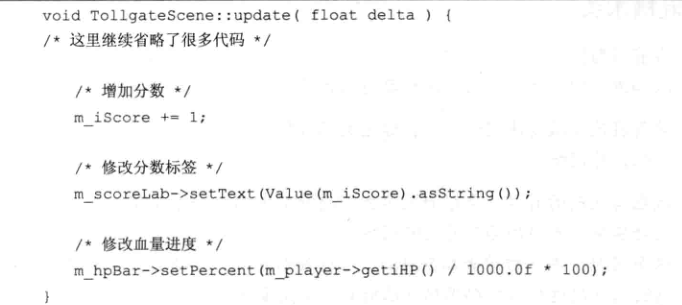 void TollgateScene::update( float delta ) {
/* 这里继续省略了很多代码 */
/* 增加分数 */
m_iScore += 1;
/* 修改分数标签 */
m_scoreLab->setText(Value(m_iScore).asString());
/* 修改血量进度 */
m_hpBar->setPercent(m_player->getiHP() / 1000.0f * 100);
}